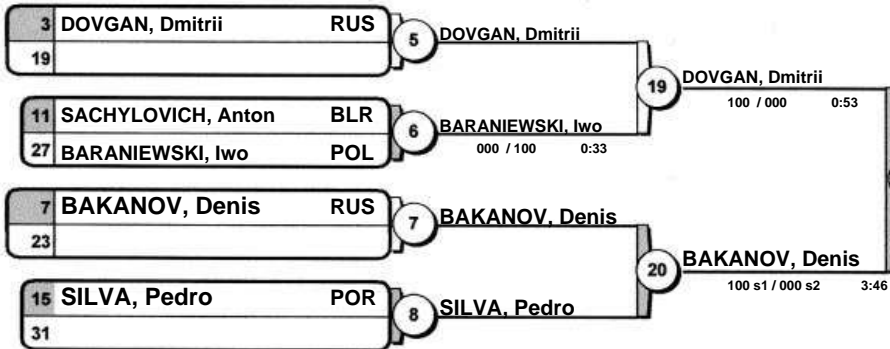 3 DOVGAN, Dmitrii RUS
19
5
DOVGAN, Dmitrii
11 SACHYLOVICH, Anton BLR
27 BARANIEWSKI, Iwo POL
6
BARANIEWSKI, Iwo
000 / 100 0:33
19
DOVGAN, Dmitrii
100 / 000 0:53
7 BAKANOV, Denis RUS
23
7
BAKANOV, Denis
15 SILVA, Pedro POR
31
8
SILVA, Pedro
20
BAKANOV, Denis
100 s1 / 000 s2 3:46